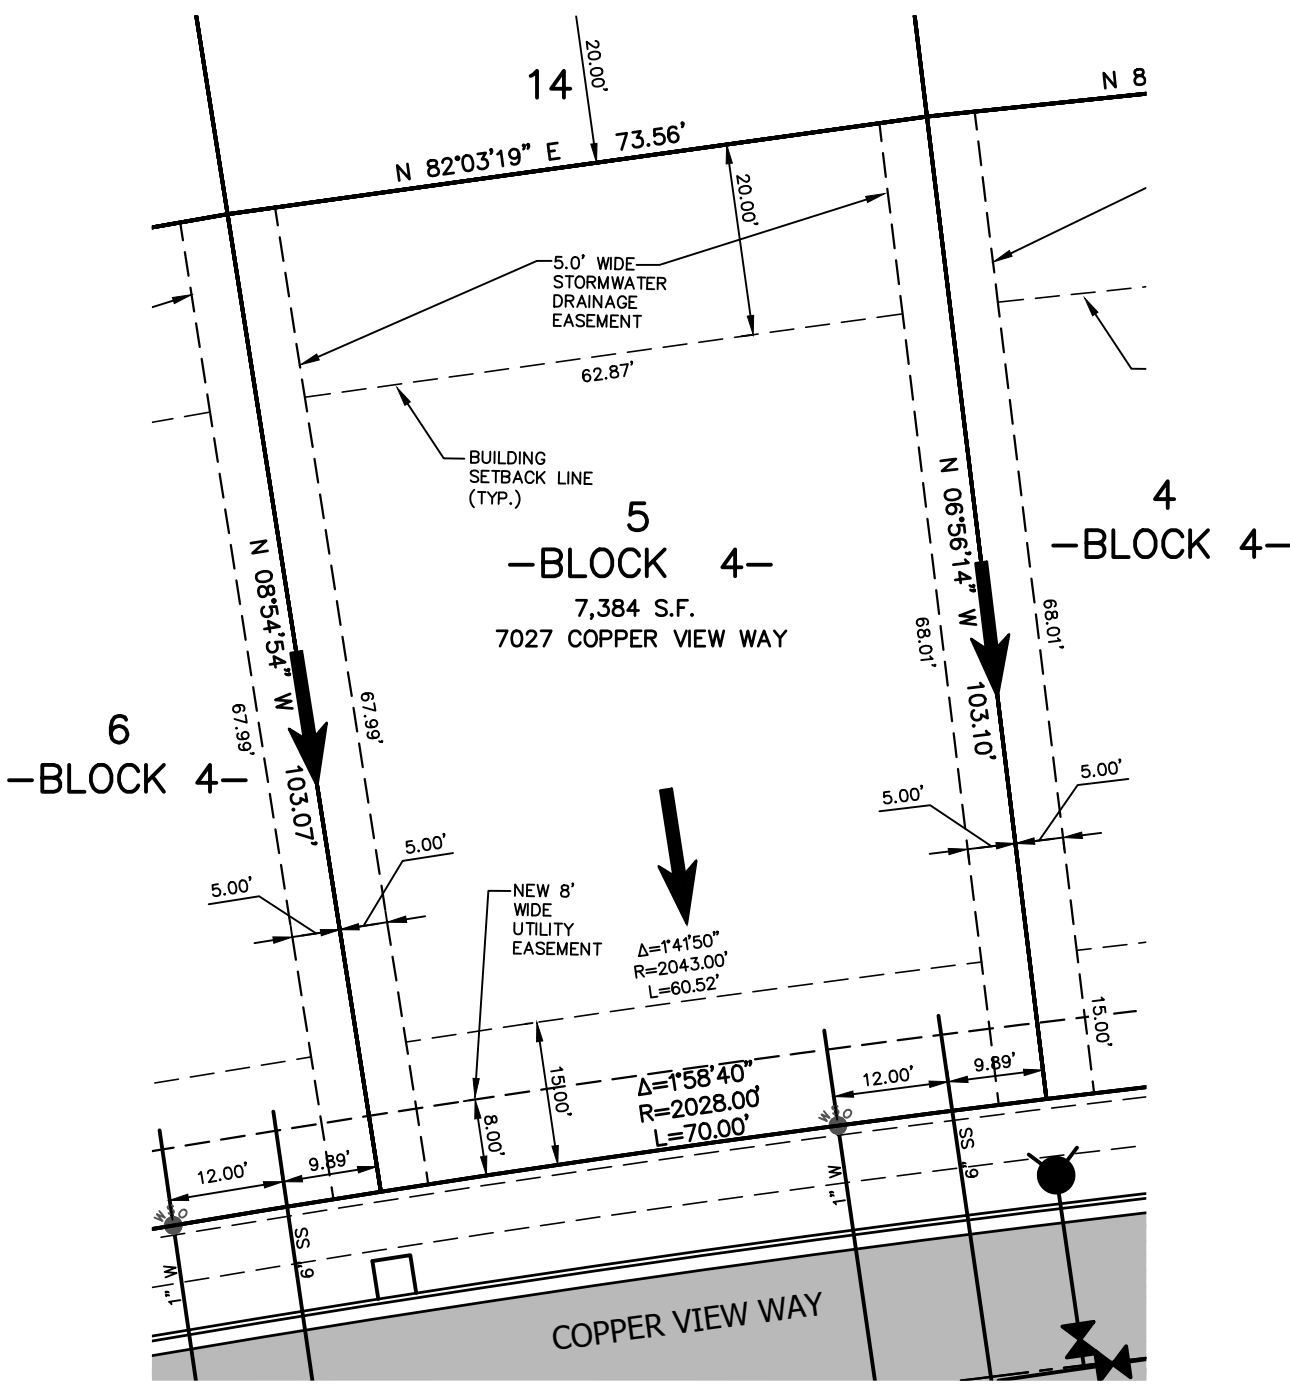 20.00'
14
N 8
N 82°03'19" E 73.56'
20.00'
5.0' WIDE
STORMWATER
DRAINAGE
EASEMENT
62.87'
BUILDING
SETBACK LINE
(TYP.)
5
-BLOCK 4-
7,384 S.F.
7027 COPPER VIEW WAY
4
-BLOCK 4-
N 08°54'54" W 103.07'
N 06°56'14" W 103.10'
68.01'
68.01'
67.99'
67.99'
6
-BLOCK 4-
5.00'
5.00'
5.00'
5.00'
NEW 8'
WIDE
UTILITY
EASEMENT
Δ=1°41'50"
R=2043.00'
L=60.52'
15.00'
15.00'
8.00'
Δ=1°58'40"
R=2028.00'
L=70.00'
12.00'
9.89'
12.00'
9.89'
WSO
WSO
1" W
6" SS
1" W
6" SS
COPPER VIEW WAY